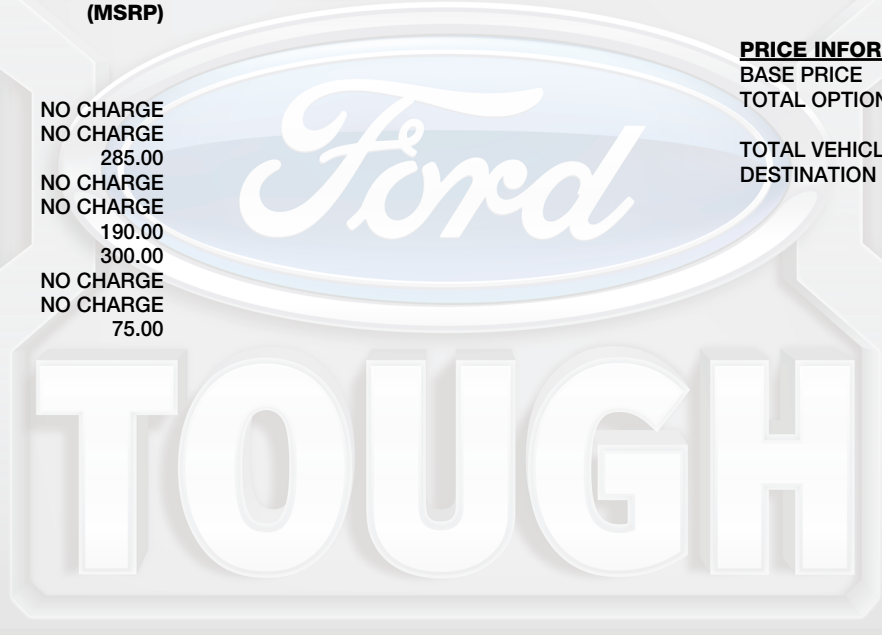 (MSRP)
NO CHARGE
NO CHARGE
285.00
NO CHARGE
NO CHARGE
190.00
300.00
NO CHARGE
NO CHARGE
75.00
PRICE INFOR
BASE PRICE
TOTAL OPTION
TOTAL VEHICL
DESTINATION
Ford
TOUGH